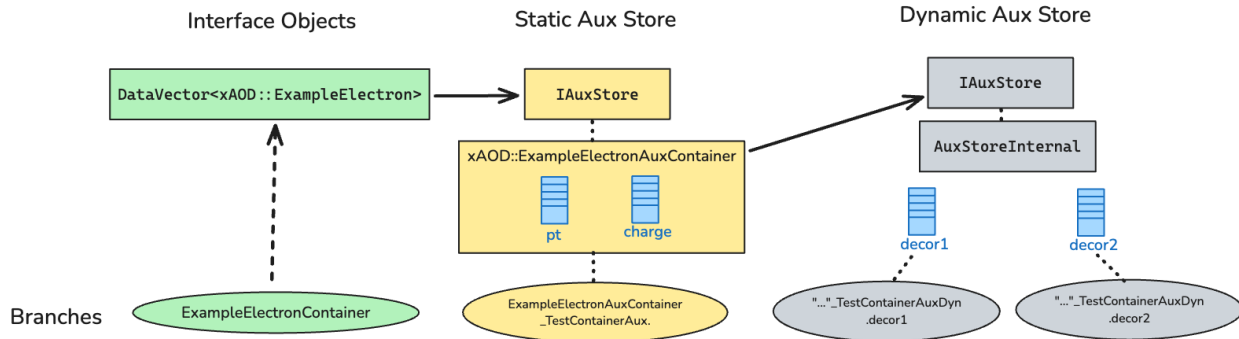 Interface Objects
Static Aux Store
Dynamic Aux Store
DataVector<xAOD::ExampleElectron>
IAuxStore
IAuxStore
AuxStoreInternal
xAOD::ExampleElectronAuxContainer
pt
charge
decor1
decor2
Branches
ExampleElectronContainer
ExampleElectronAuxContainer
_TestContainerAux.
"..."_TestContainerAuxDyn
.decor1
"..."_TestContainerAuxDyn
.decor2